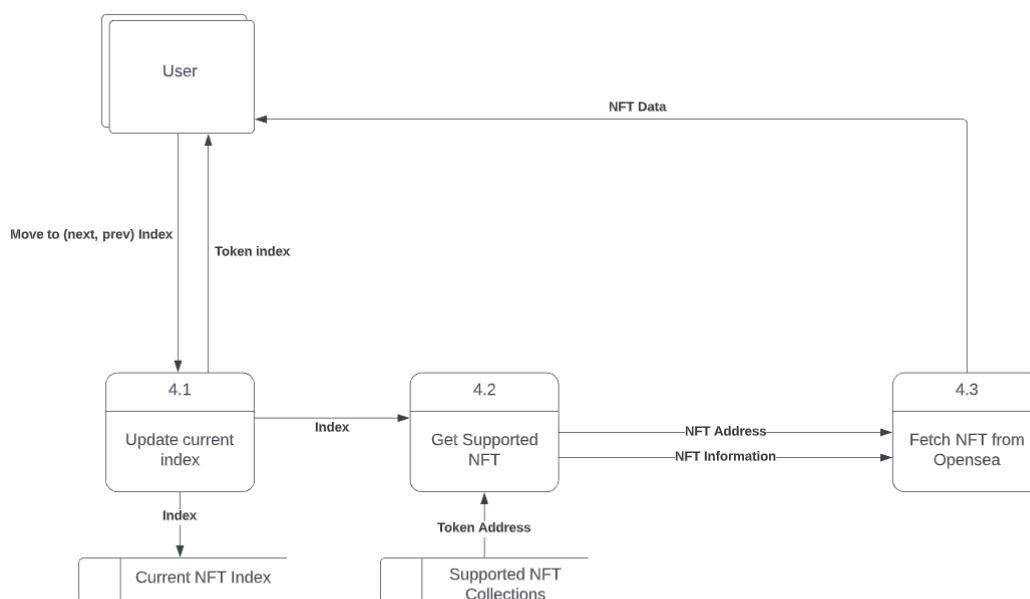 User
NFT Data
Move to (next, prev) Index
Token index
4.1
Update current
index
Index
4.2
Get Supported
NFT
NFT Address
NFT Information
4.3
Fetch NFT from
Opensea
Index
Token Address
Current NFT Index
Supported NFT
Collections